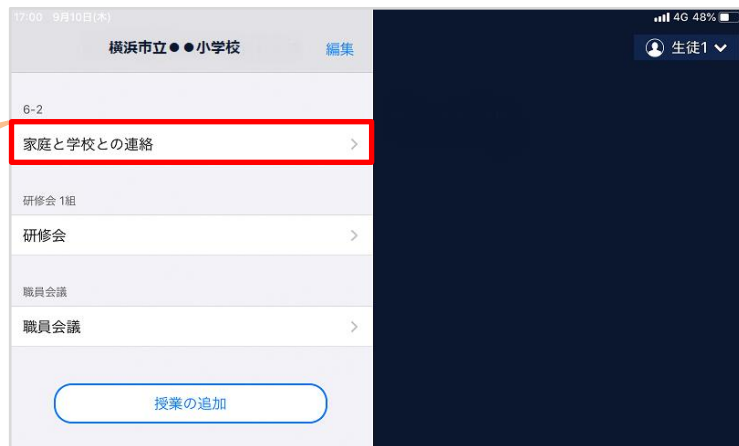 17:00 9月10日(木)
4G 48%
横浜市立●●小学校 編集
生徒1
6-2
家庭と学校との連絡
研修会 1組
研修会
職員会議
職員会議
授業の追加